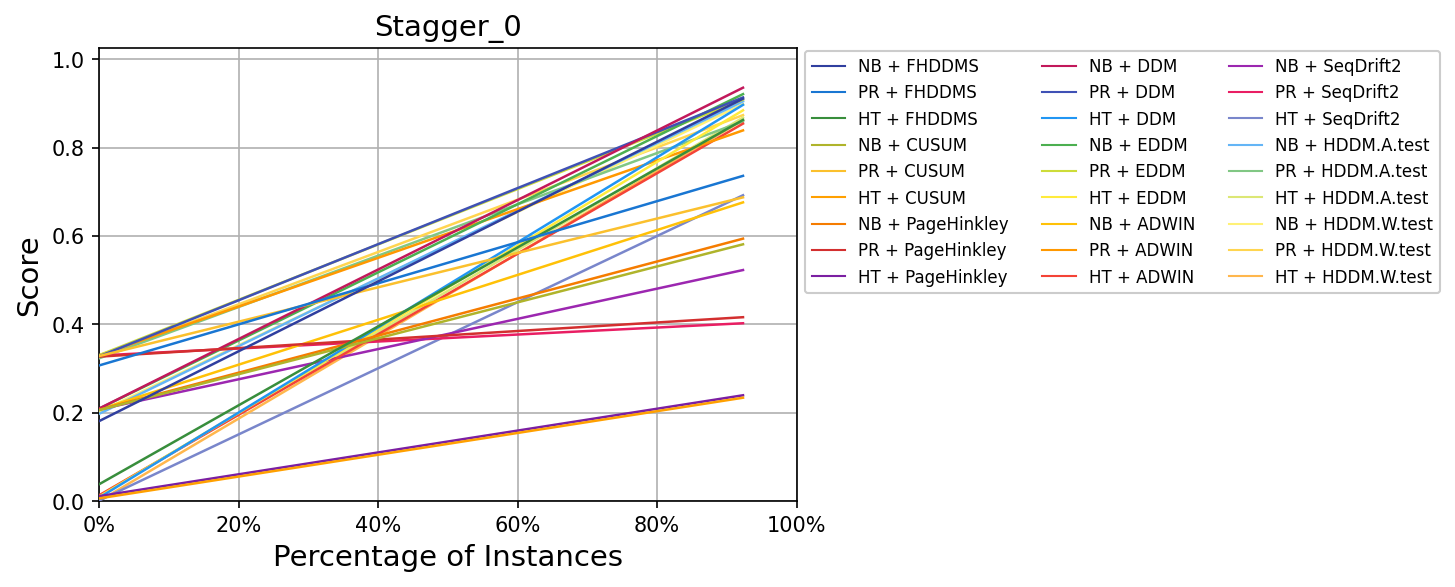 Stagger_0
1.0
0.8
0.6
0.4
0.2
0.0
Score
0%
20%
40%
60%
80%
100%
Percentage of Instances
NB + FHDDMS
PR + FHDDMS
HT + FHDDMS
NB + CUSUM
PR + CUSUM
HT + CUSUM
NB + PageHinkley
PR + PageHinkley
HT + PageHinkley
NB + DDM
PR + DDM
HT + DDM
NB + EDDM
PR + EDDM
HT + EDDM
NB + ADWIN
PR + ADWIN
HT + ADWIN
NB + SeqDrift2
PR + SeqDrift2
HT + SeqDrift2
NB + HDDM.A.test
PR + HDDM.A.test
HT + HDDM.A.test
NB + HDDM.W.test
PR + HDDM.W.test
HT + HDDM.W.test